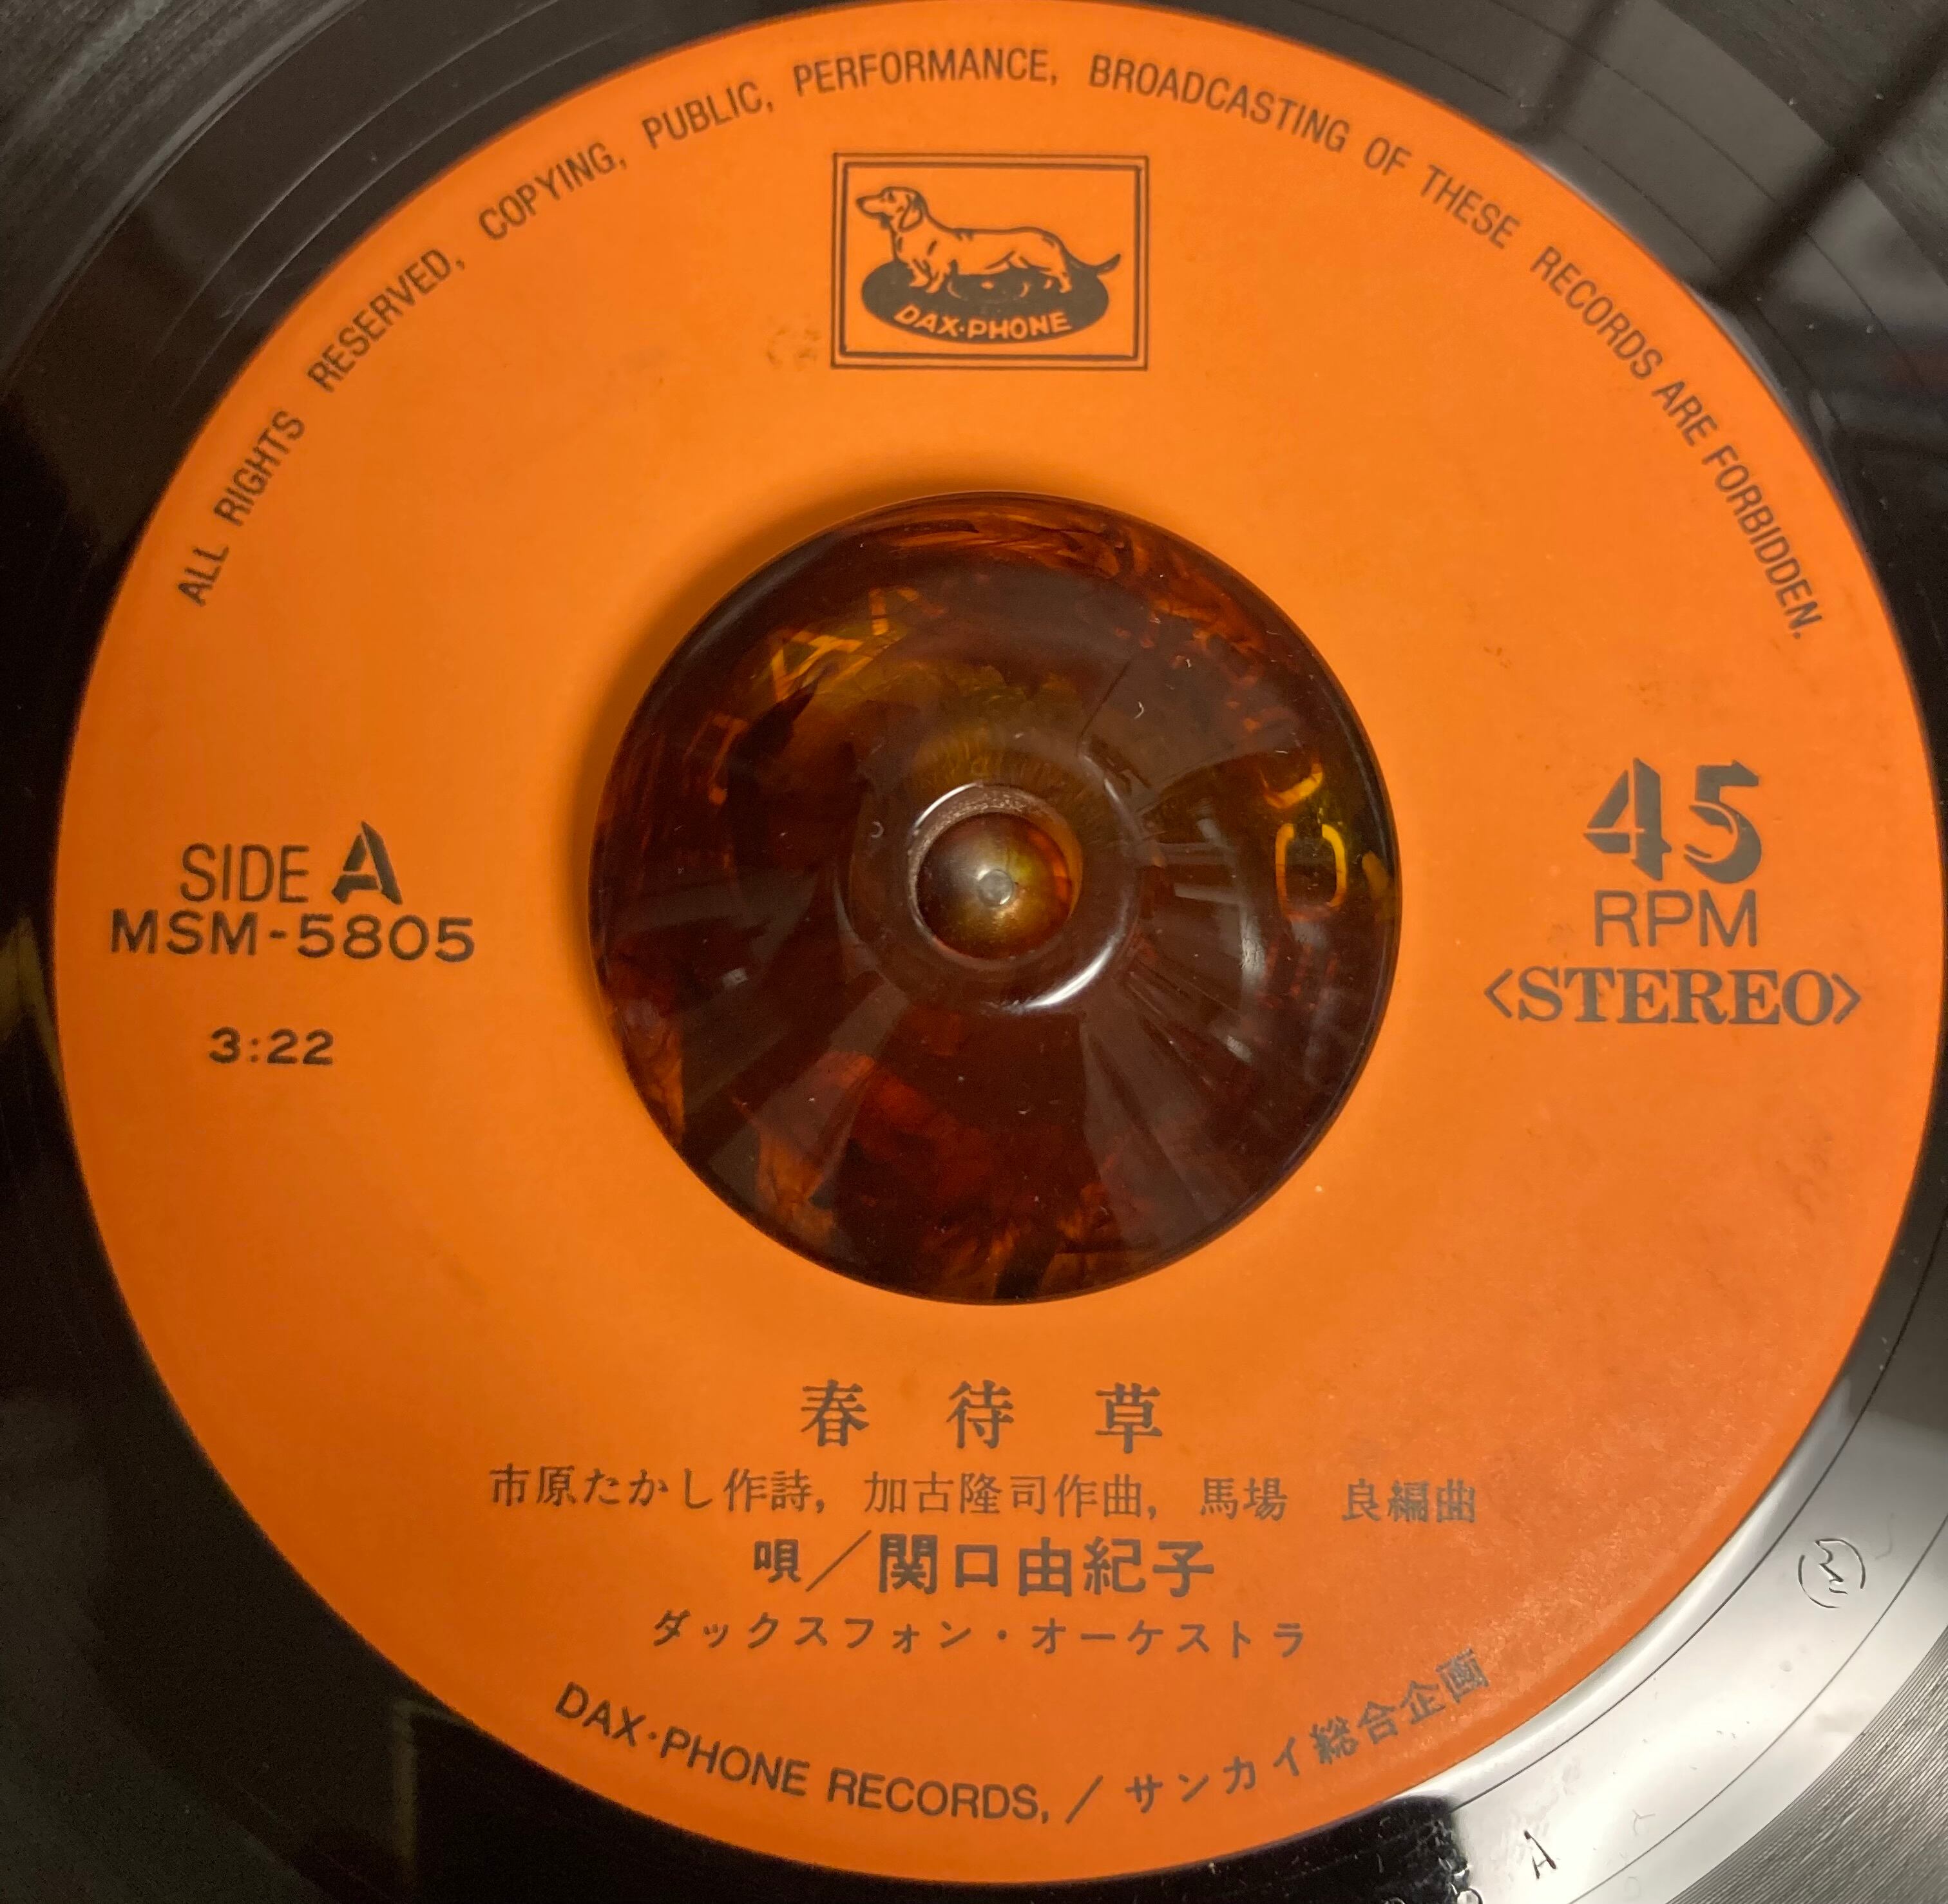 ALL RIGHTS RESERVED, COPYING, PUBLIC, PERFORMANCE, BROADCASTING OF THESE RECORDS ARE FORBIDDEN.
DAX·PHONE
SIDE A
MSM-5805
3:22
45
RPM
<STEREO>
春待草
市原たかし作詩, 加古隆司作曲, 馬場 良編曲
唄／関口由紀子
ダックスフォン・オーケストラ
DAX·PHONE RECORDS, / サンカイ総合企画
A